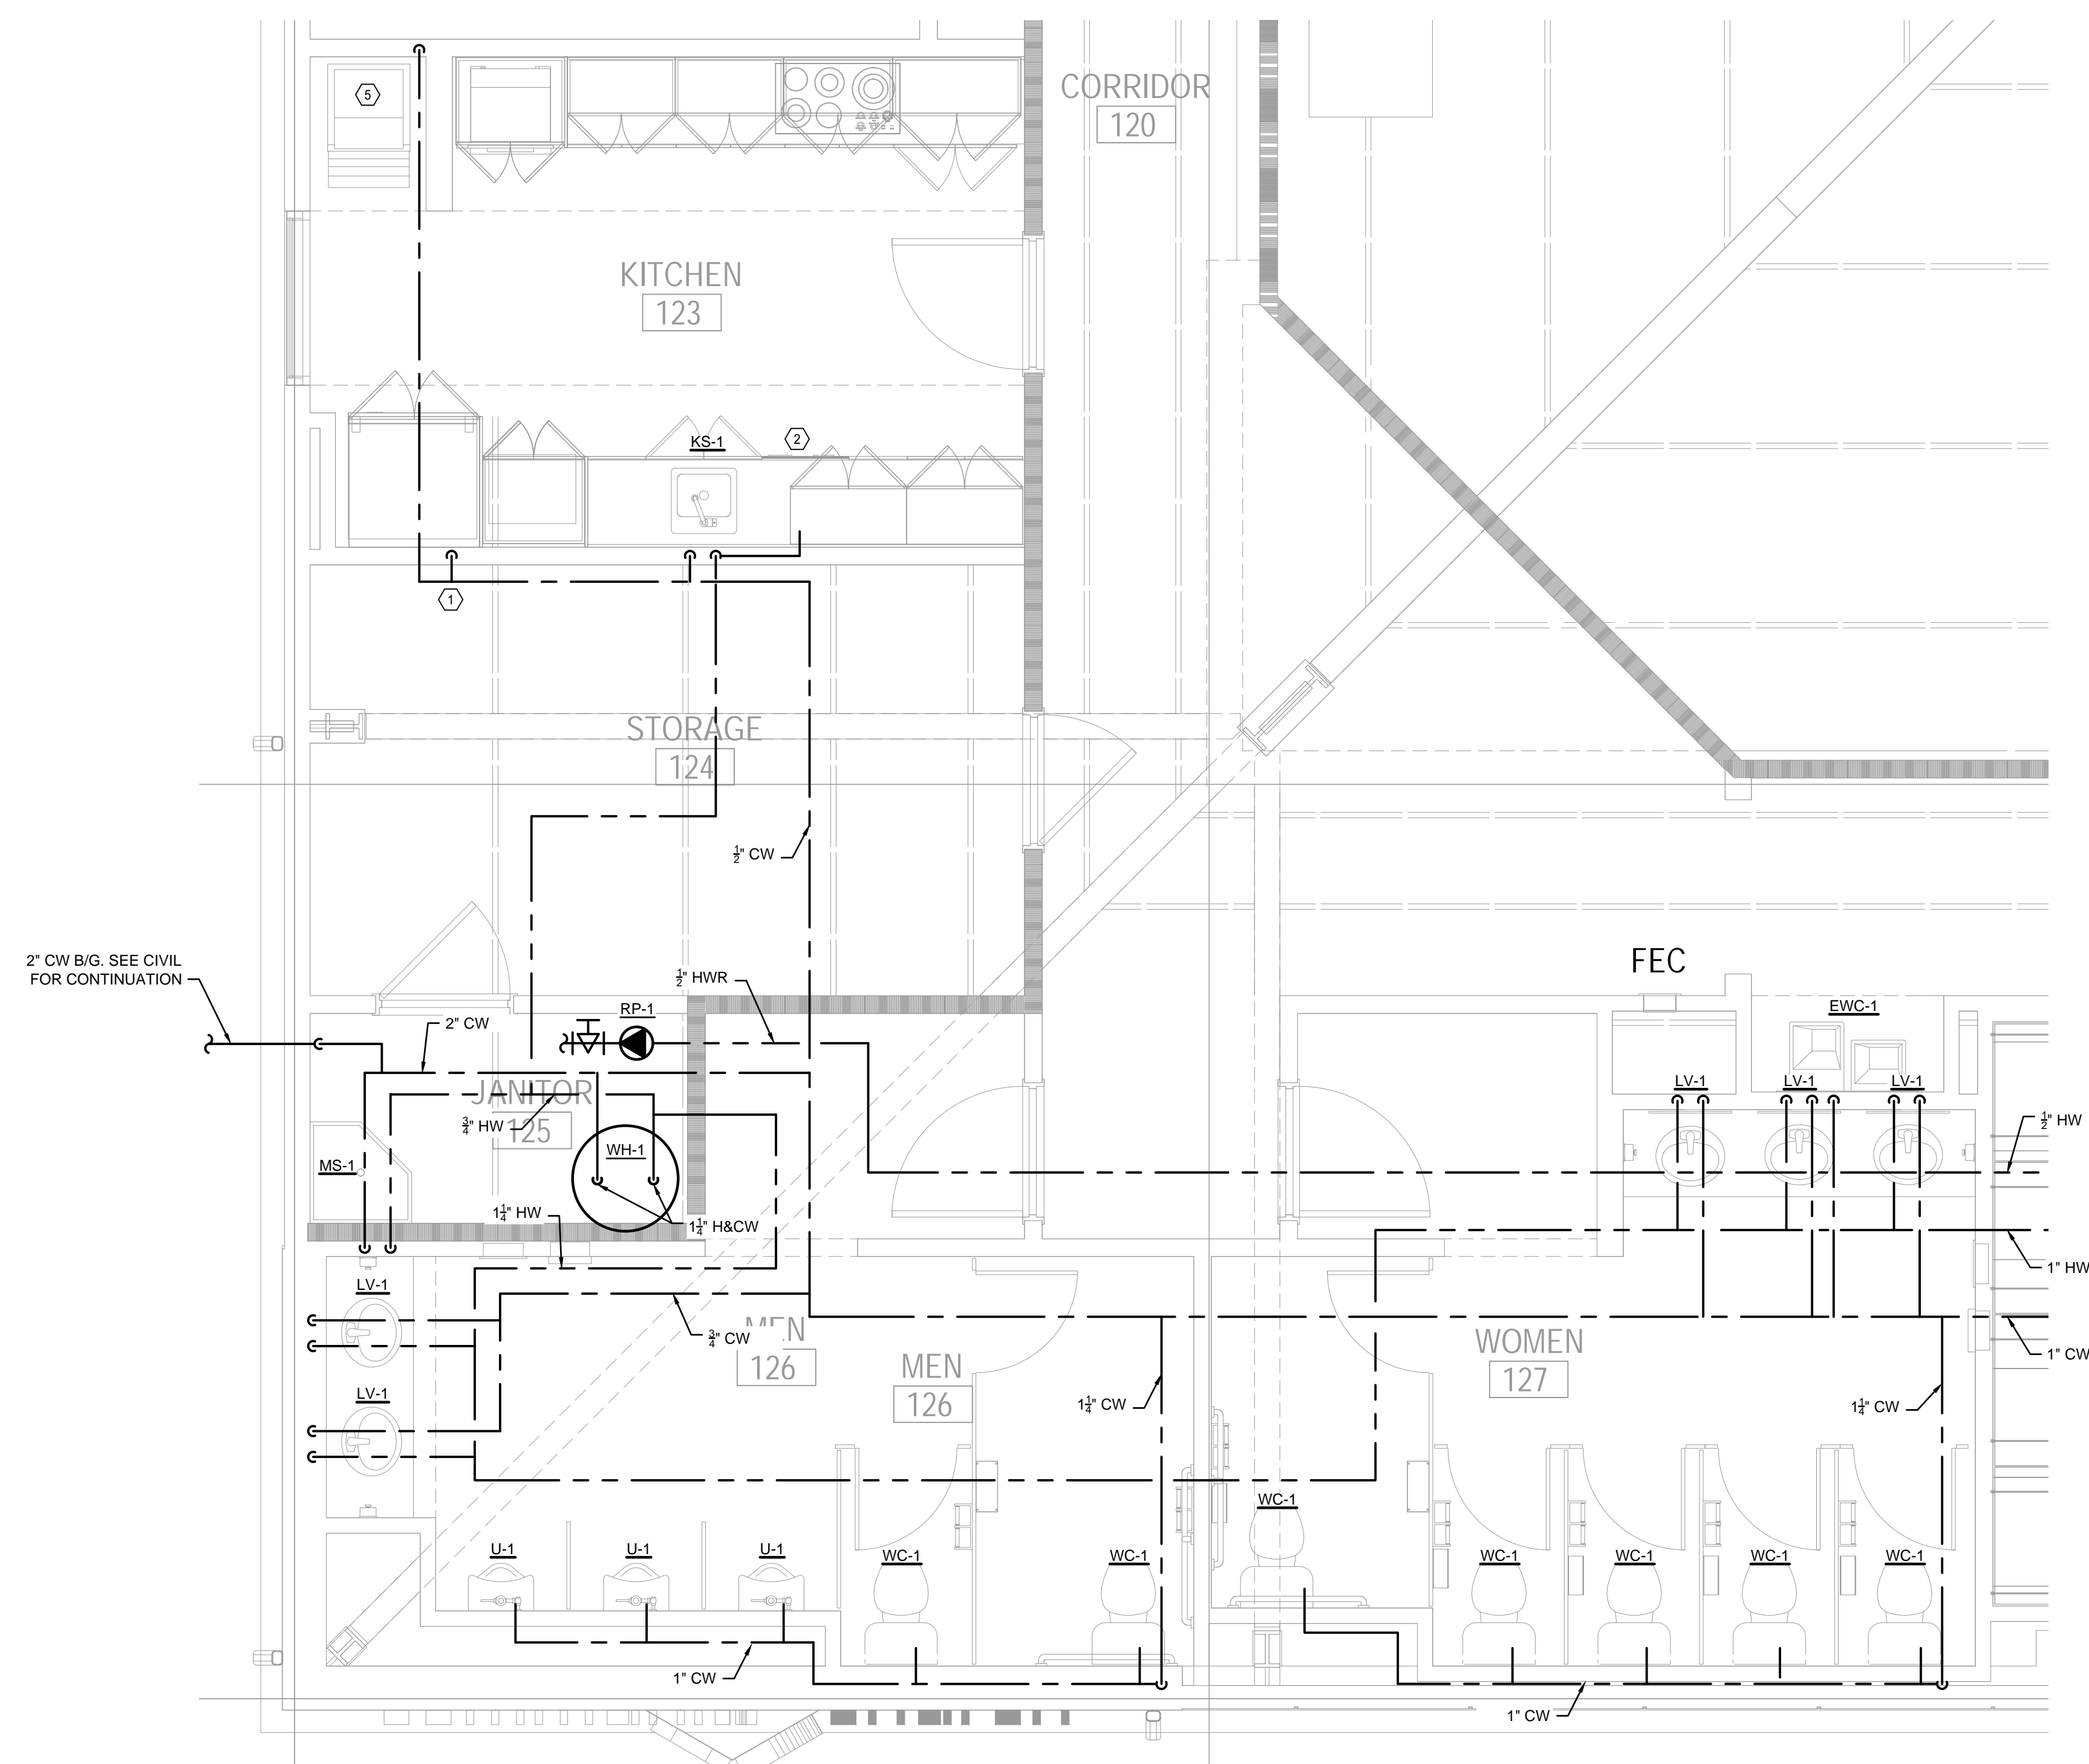 CORRIDOR
120
5
KITCHEN
123
KS-1
2
1
STORAGE
124
½" CW
2" CW B/G. SEE CIVIL
FOR CONTINUATION
½" HWR
FEC
RP-1
EWC-1
2" CW
JANITOR
125
LV-1
LV-1
LV-1
½" HW
¾" HW
WH-1
MS-1
1¼" HW
1¼" H&CW
1" HW
LV-1
¾" CW
MEN
126
WOMEN
127
MEN
126
1" CW
LV-1
1¼" CW
1¼" CW
WC-1
U-1
U-1
U-1
WC-1
WC-1
WC-1
WC-1
WC-1
WC-1
1" CW
1" CW